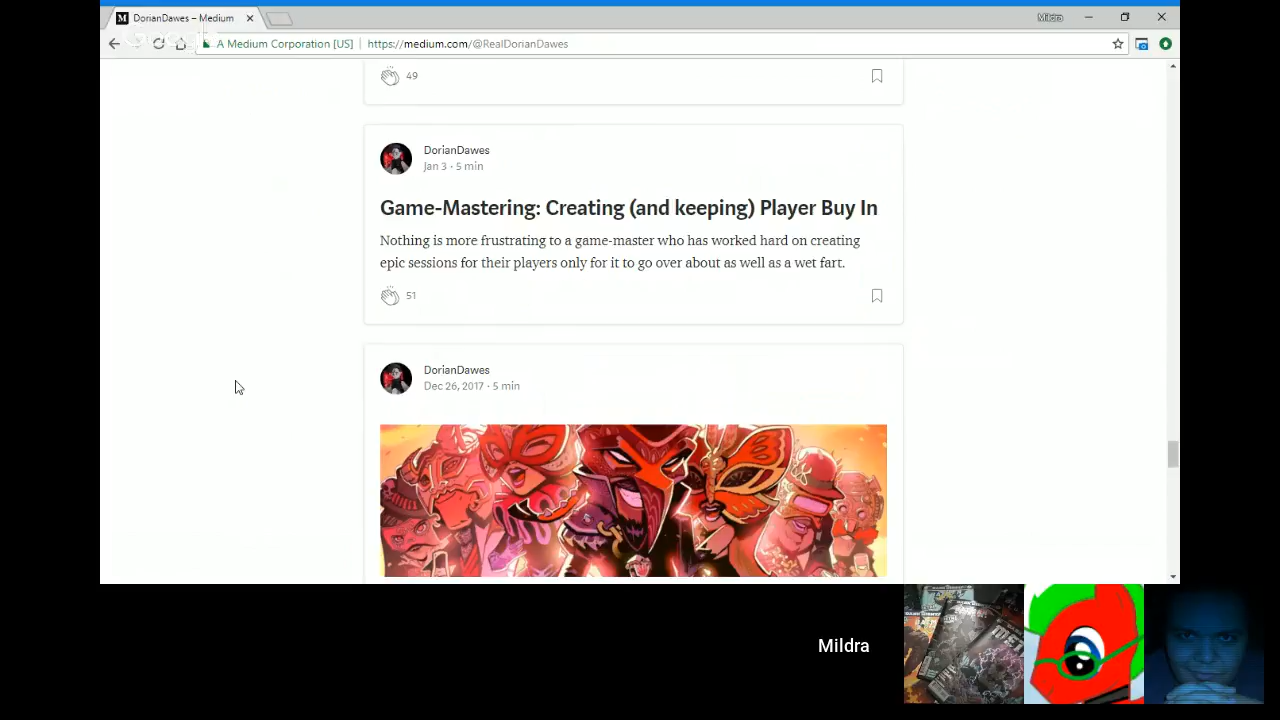 M DorianDawes – Medium
Mildra
A Medium Corporation [US] | https://medium.com/@RealDorianDawes
49
DorianDawes
Jan 3 · 5 min
Game-Mastering: Creating (and keeping) Player Buy In
Nothing is more frustrating to a game-master who has worked hard on creating
epic sessions for their players only for it to go over about as well as a wet fart.
51
DorianDawes
Dec 26, 2017 · 5 min
Mildra